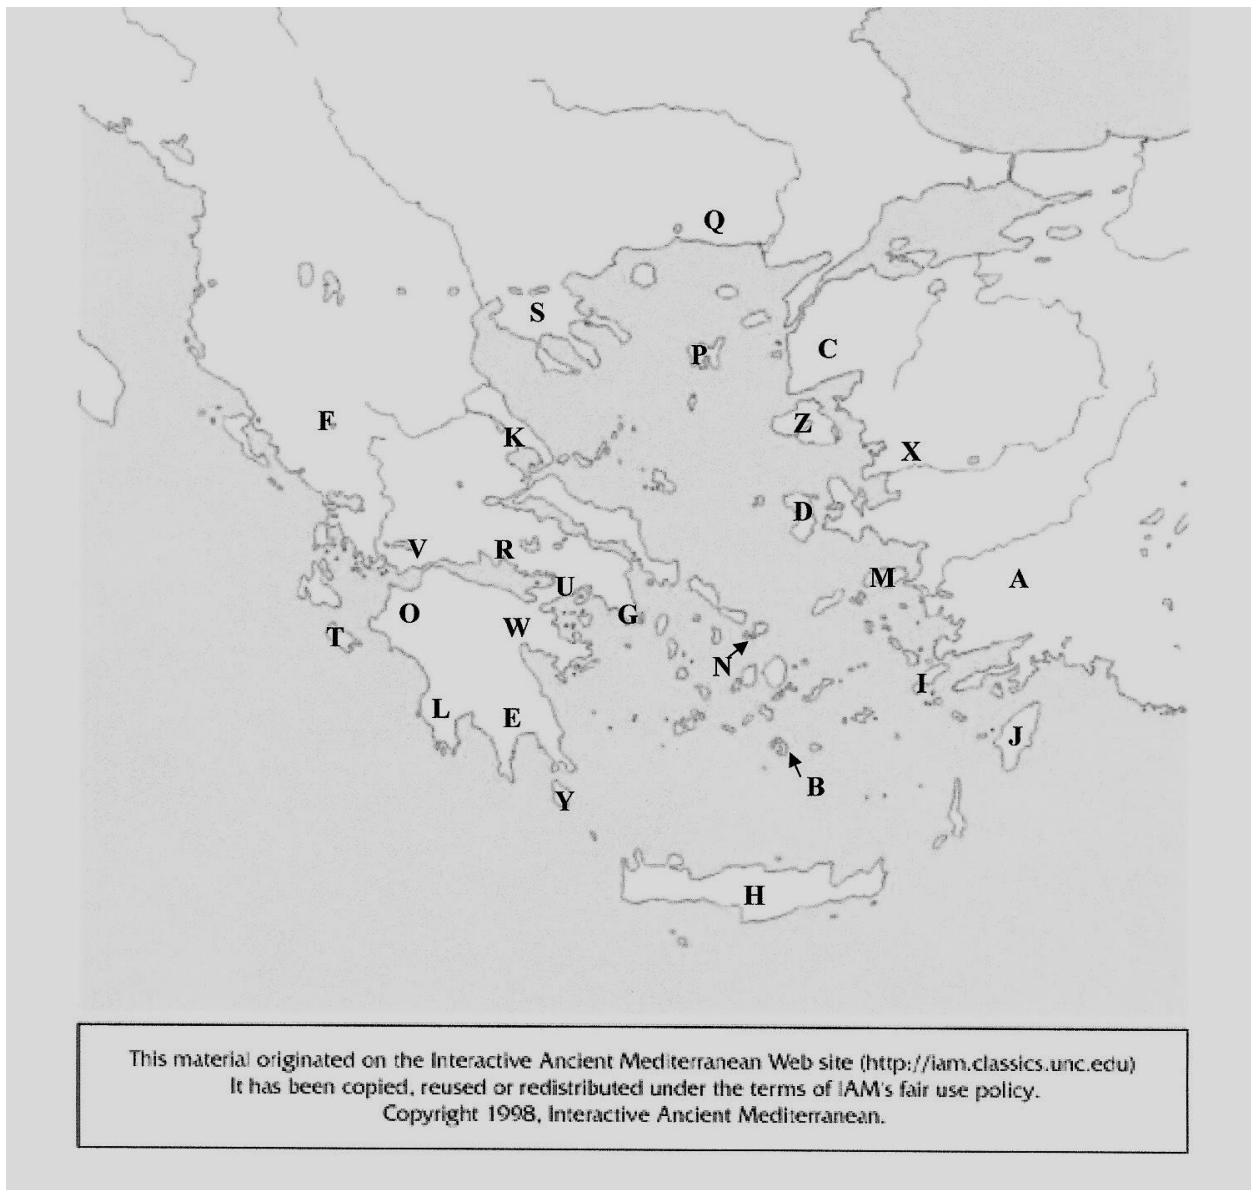 Q
S
P
C
F
K
Z
X
D
V
R
U
M
A
O
G
W
T
N
I
L
E
J
B
Y
H
This material originated on the Interactive Ancient Mediterranean Web site (http://iam.classics.unc.edu)
It has been copied, reused or redistributed under the terms of IAM's fair use policy.
Copyright 1998, Interactive Ancient Mediterranean.